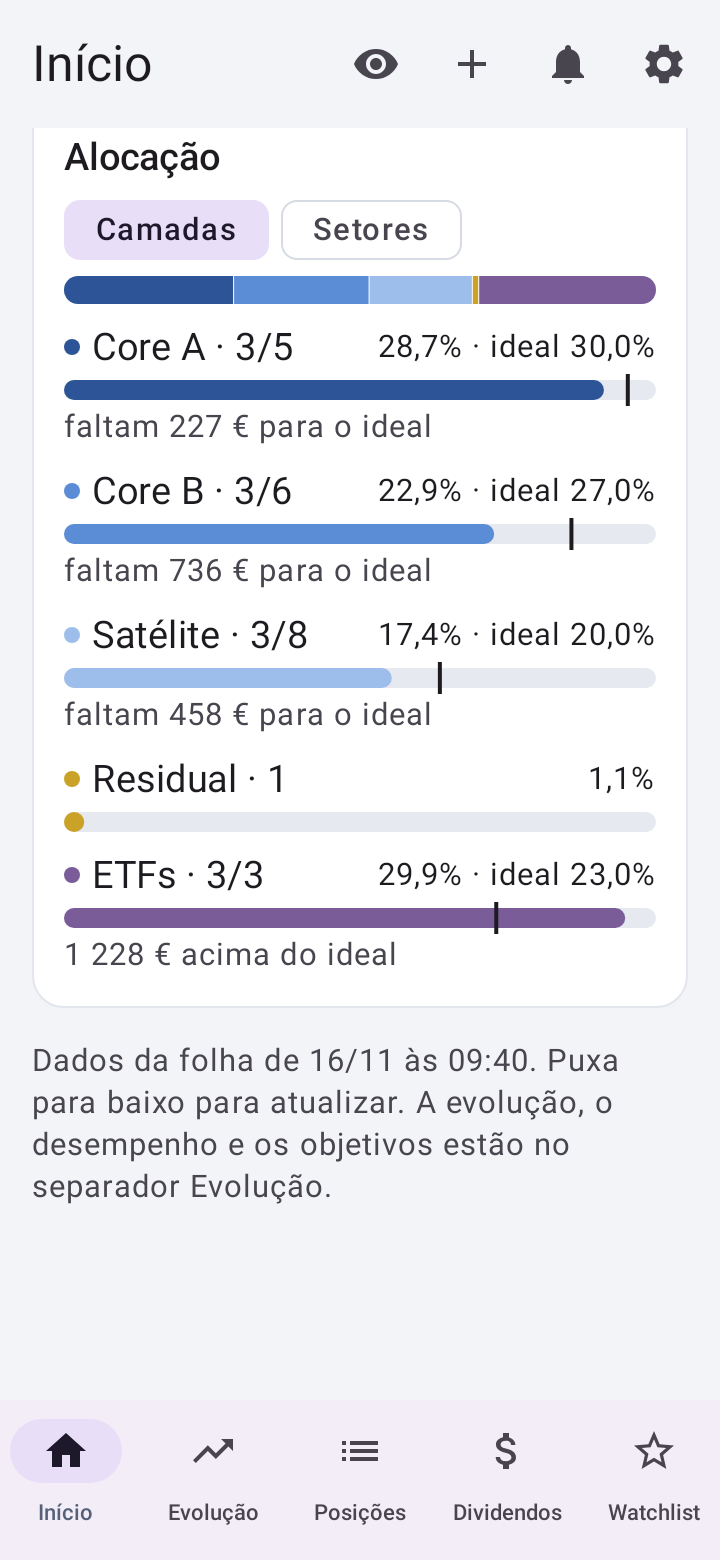 Início
Alocação
Camadas
Setores
Core A · 3/5
28,7% · ideal 30,0%
faltam 227 € para o ideal
Core B · 3/6
22,9% · ideal 27,0%
faltam 736 € para o ideal
Satélite · 3/8
17,4% · ideal 20,0%
faltam 458 € para o ideal
Residual · 1
1,1%
ETFs · 3/3
29,9% · ideal 23,0%
1 228 € acima do ideal
Dados da folha de 16/11 às 09:40. Puxa
para baixo para atualizar. A evolução, o
desempenho e os objetivos estão no
separador Evolução.
Início
Evolução
Posições
Dividendos
Watchlist